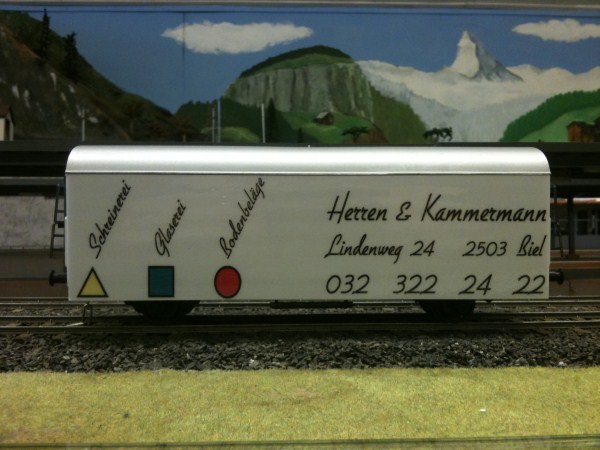 Schreinerei
Glaserei
Bodenbeläge
Herren & Kammermann
Lindenweg 24 2503 Biel
032 322 24 22